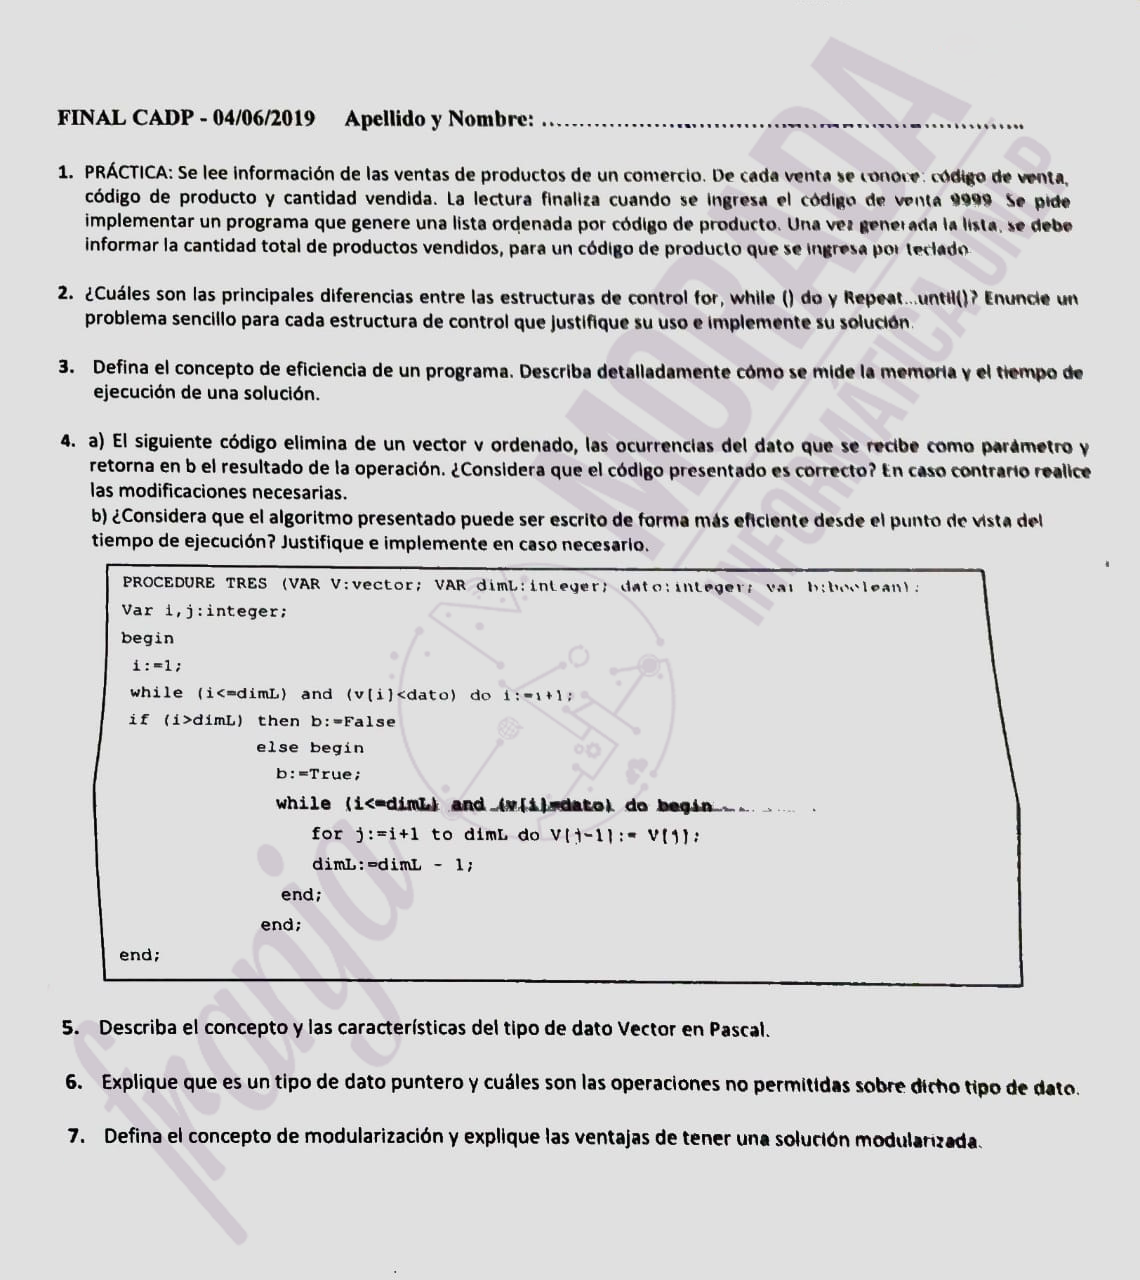 FINAL CADP - 04/06/2019 Apellido y Nombre: ..........................................................................
1. PRÁCTICA: Se lee información de las ventas de productos de un comercio. De cada venta se conoce: código de venta,
código de producto y cantidad vendida. La lectura finaliza cuando se ingresa el código de venta 9999. Se pide
implementar un programa que genere una lista ordenada por código de producto. Una vez generada la lista, se debe
informar la cantidad total de productos vendidos, para un código de producto que se ingresa por teclado.
2. ¿Cuáles son las principales diferencias entre las estructuras de control for, while () do y Repeat...until()? Enuncie un
problema sencillo para cada estructura de control que justifique su uso e implemente su solución.
3. Defina el concepto de eficiencia de un programa. Describa detalladamente cómo se mide la memoria y el tiempo de
ejecución de una solución.
4. a) El siguiente código elimina de un vector v ordenado, las ocurrencias del dato que se recibe como parámetro y
retorna en b el resultado de la operación. ¿Considera que el código presentado es correcto? En caso contrario realice
las modificaciones necesarias.
b) ¿Considera que el algoritmo presentado puede ser escrito de forma más eficiente desde el punto de vista del
tiempo de ejecución? Justifique e implemente en caso necesario.
PROCEDURE TRES (VAR V:vector; VAR dimL:integer; dato:integer; var b:boolean);
Var i,j:integer;
begin
i:=1;
while (i<=dimL) and (v[i]<dato) do i:=i+1;
if (i>dimL) then b:=False
else begin
b:=True;
while (i<=dimL) and (v[i]=dato) do begin
for j:=i+1 to dimL do V[j-1]:= V[j];
dimL:=dimL - 1;
end;
end;
end;
5. Describa el concepto y las características del tipo de dato Vector en Pascal.
6. Explique que es un tipo de dato puntero y cuáles son las operaciones no permitidas sobre dicho tipo de dato.
7. Defina el concepto de modularización y explique las ventajas de tener una solución modularizada.
franja
MORADA
INFORMÁTICA UNLP